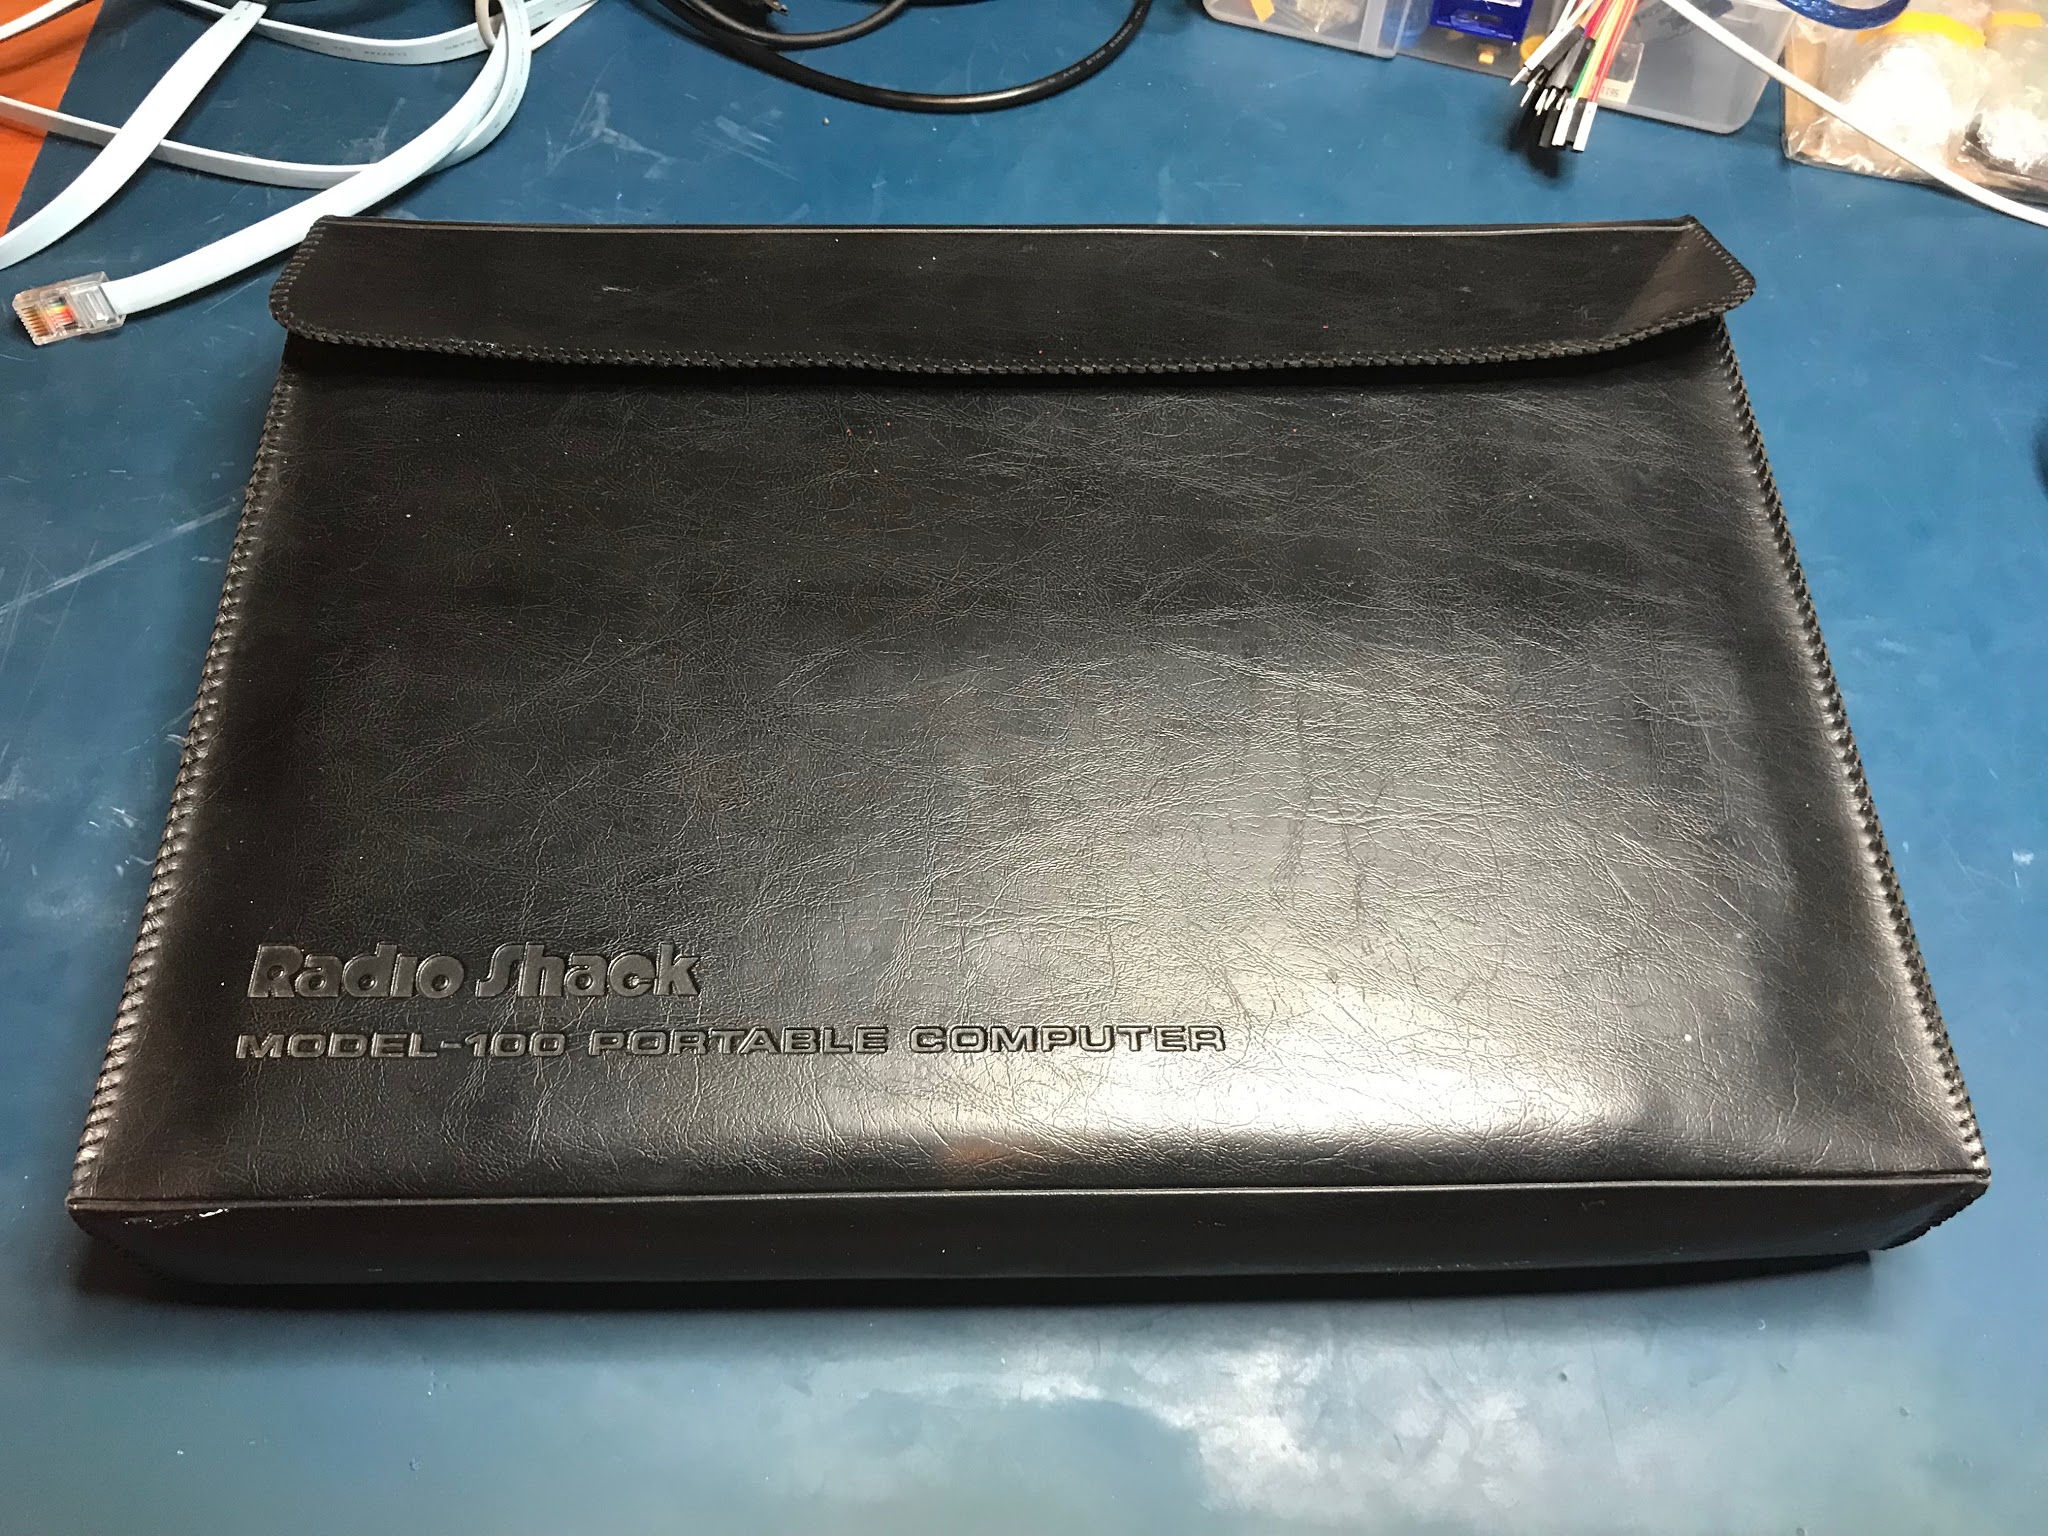 Radio Shack
MODEL-100 PORTABLE COMPUTER